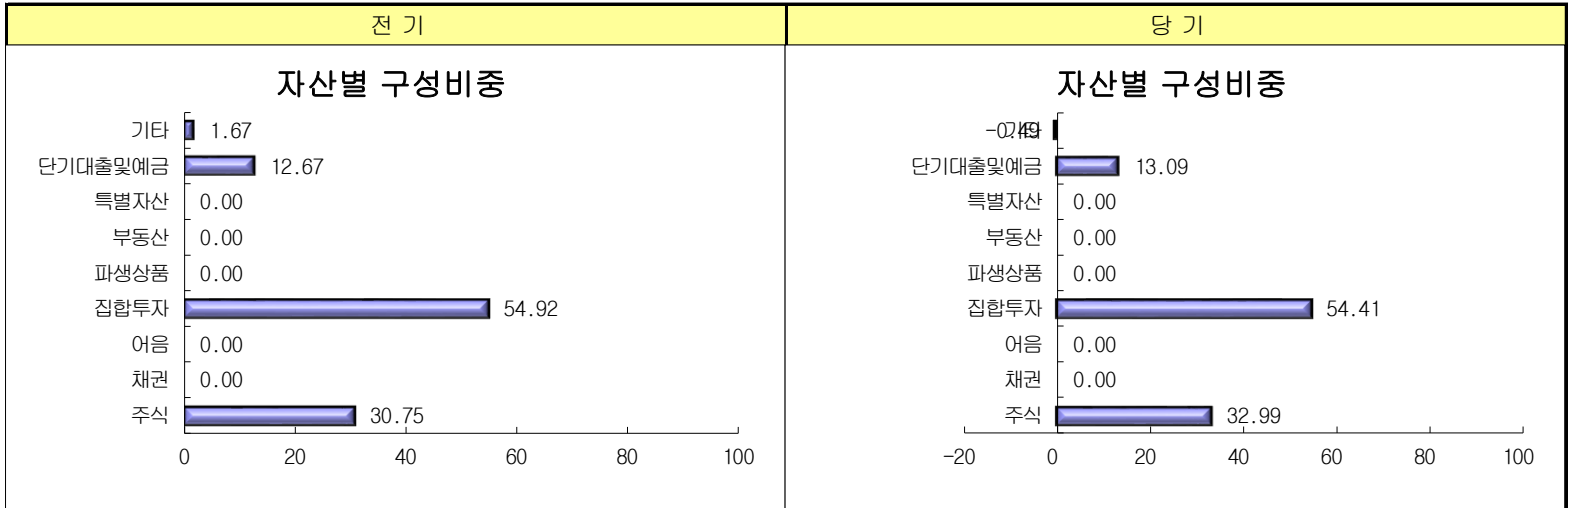 전 기
당 기
자산별 구성비중
기타 1.67
단기대출및예금 12.67
특별자산 0.00
부동산 0.00
파생상품 0.00
집합투자 54.92
어음 0.00
채권 0.00
주식 30.75
0 20 40 60 80 100
자산별 구성비중
기타 -0.49
단기대출및예금 13.09
특별자산 0.00
부동산 0.00
파생상품 0.00
집합투자 54.41
어음 0.00
채권 0.00
주식 32.99
-20 0 20 40 60 80 100